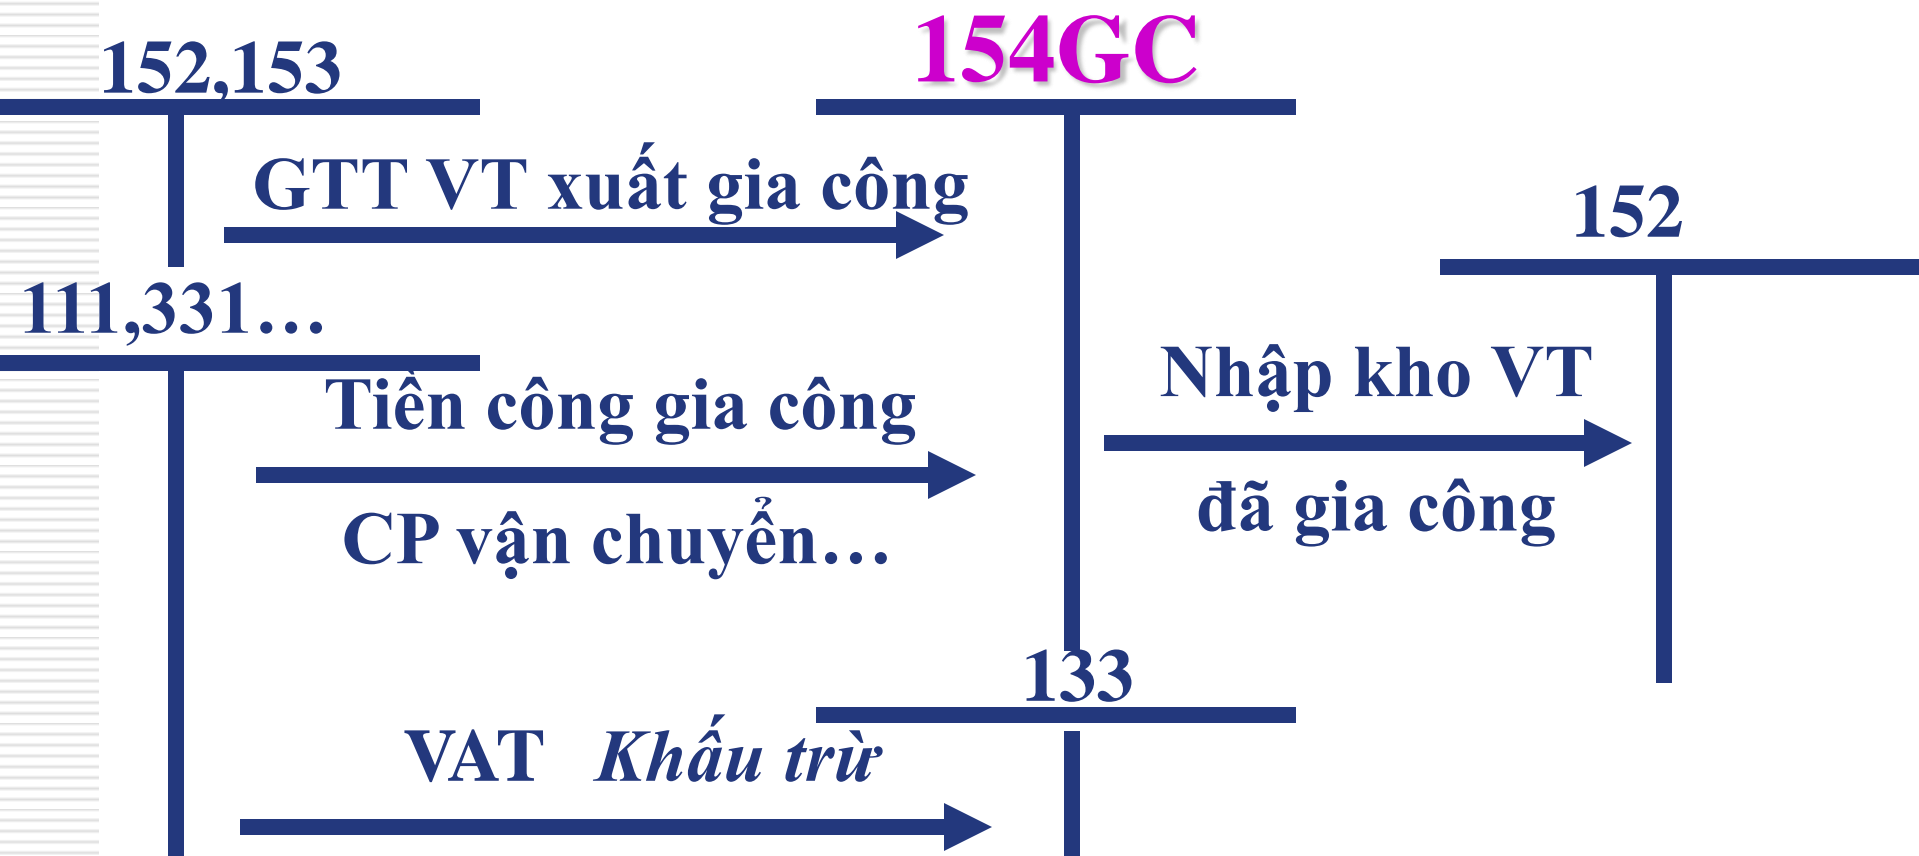 154GC
152,153
GTT VT xuất gia công
152
111,331…
Nhập kho VT
Tiền công gia công
đã gia công
CP vận chuyển…
133
VAT Khấu trừ